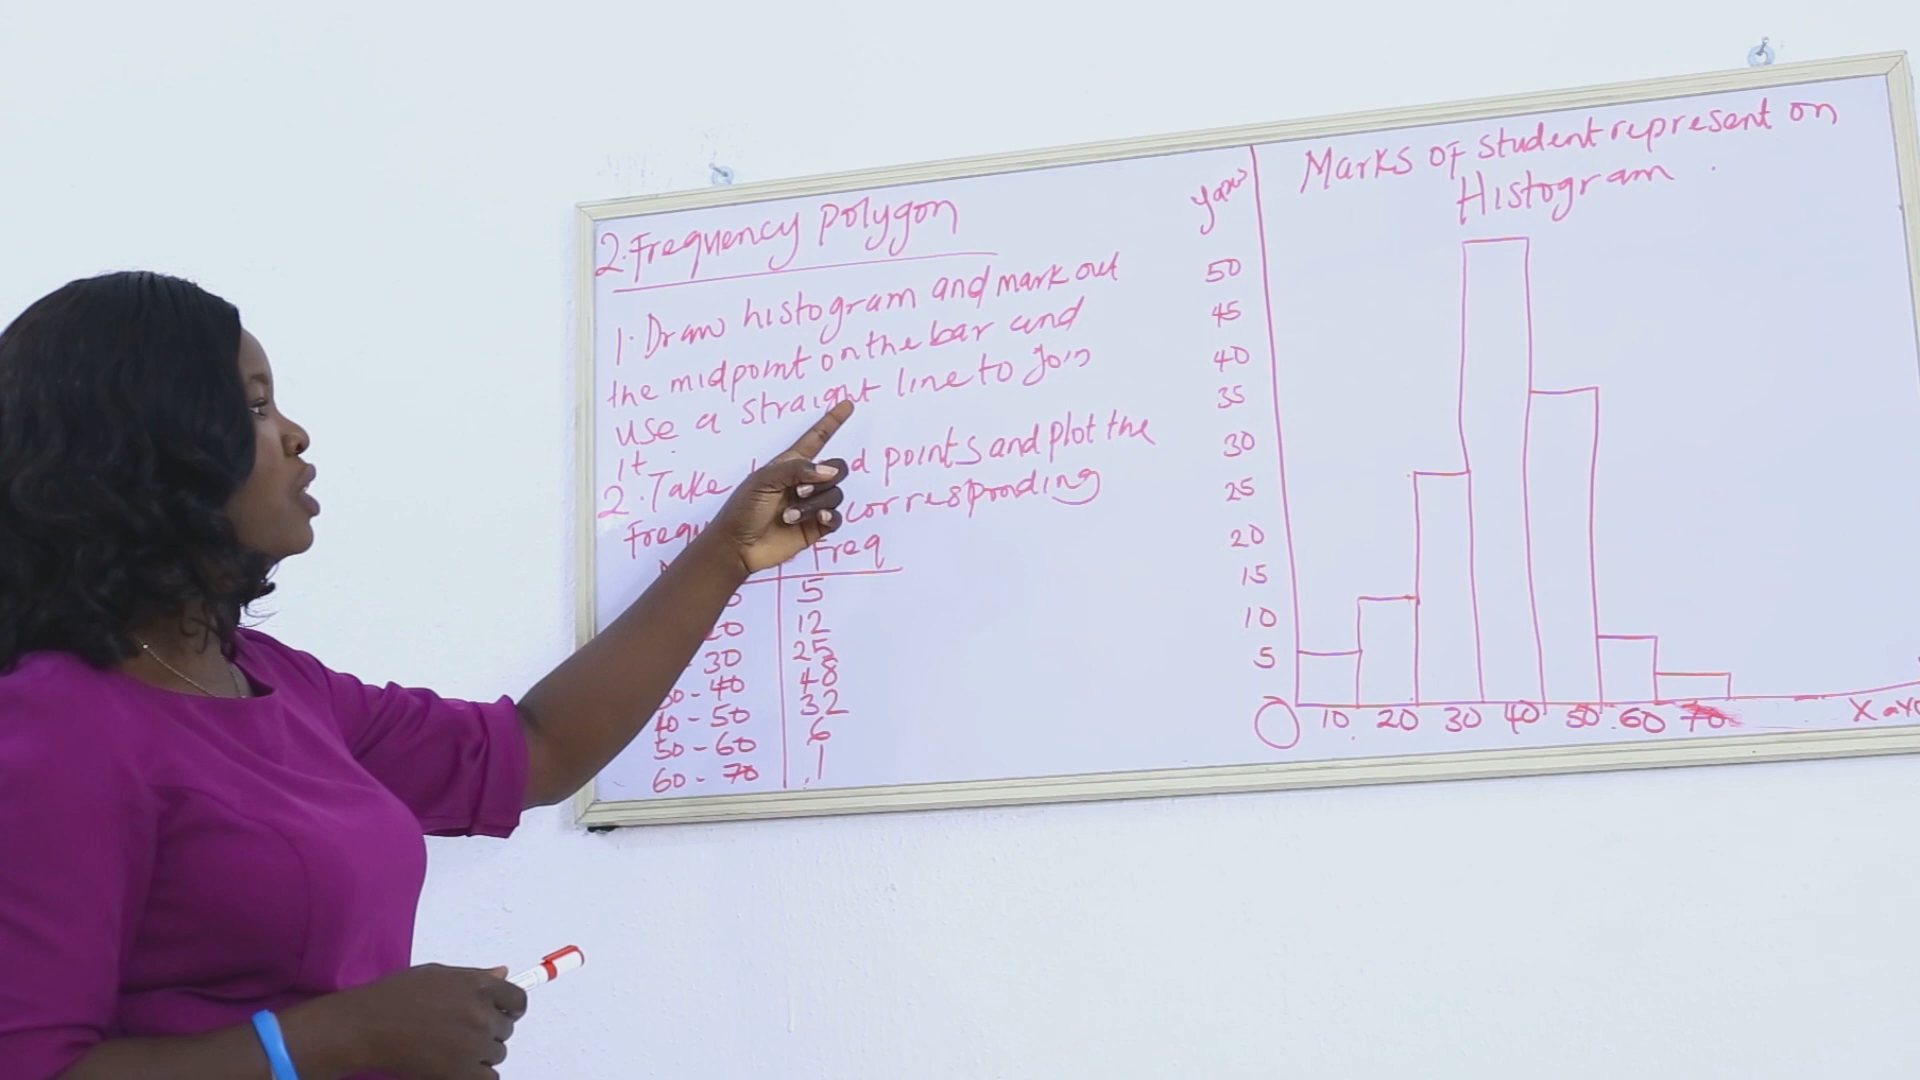 2. Frequency polygon
1. Draw histogram and mark out
the midpoint on the bar and
use a straight line to join
it.
2. Take points and plot the
corresponding
Freq
5
20 12
30 25
30-40 48
40-50 32
50-60 6
60-70 1
y axis
50
45
40
35
30
25
20
15
10
5
0 10 20 30 40 50 60 70
X
Marks of student represent on
Histogram.